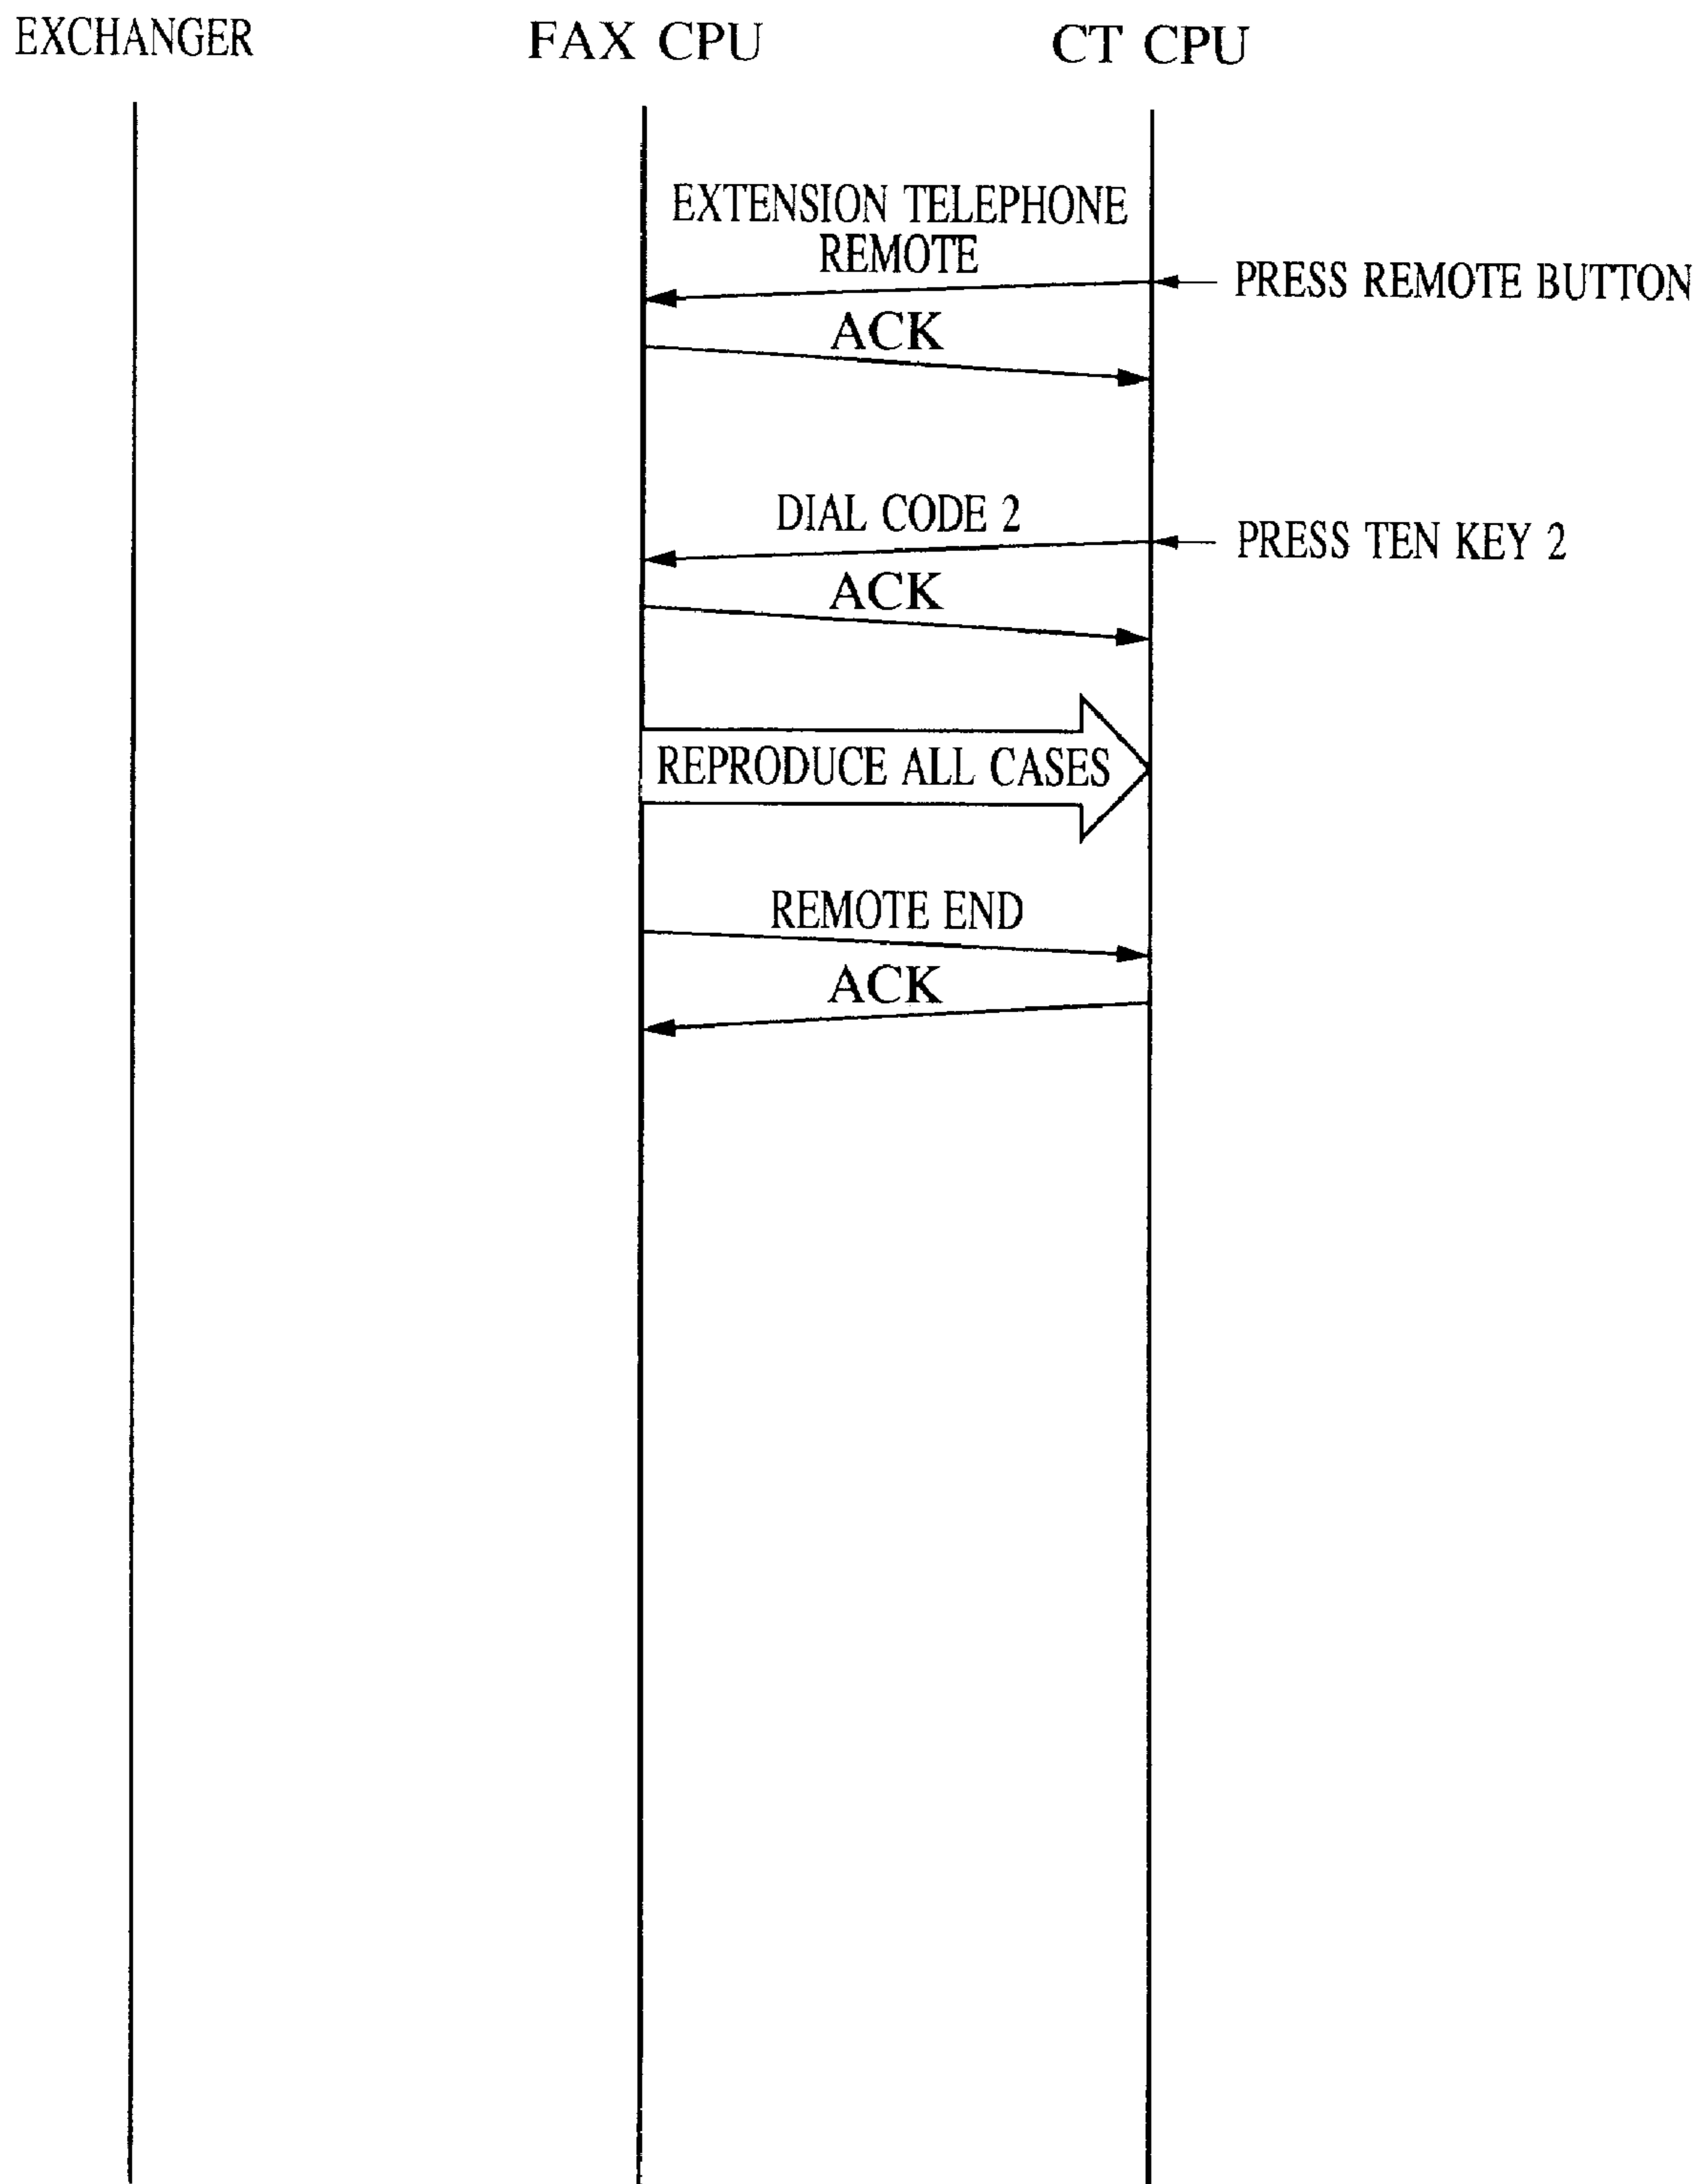 EXCHANGER
FAX CPU
CT CPU
EXTENSION TELEPHONE
REMOTE
PRESS REMOTE BUTTON
ACK
DIAL CODE 2
PRESS TEN KEY 2
ACK
REPRODUCE ALL CASES
REMOTE END
ACK